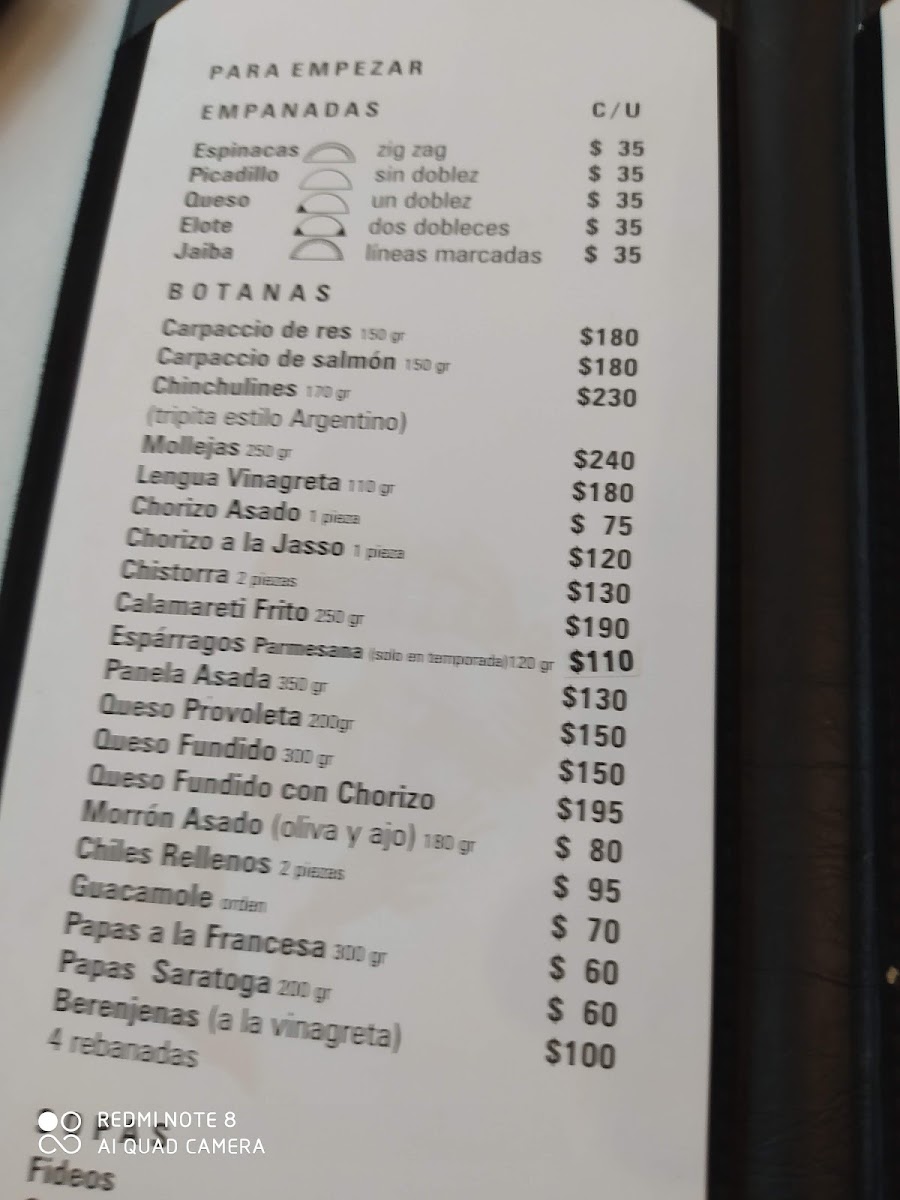 PARA EMPEZAR
EMPANADAS C/U
Espinacas zig zag $ 35
Picadillo sin doblez $ 35
Queso un doblez $ 35
Elote dos dobleces $ 35
Jaiba líneas marcadas $ 35
BOTANAS
Carpaccio de res 150 gr $180
Carpaccio de salmón 150 gr $180
Chinchulines 170 gr $230
(tripita estilo Argentino)
Mollejas 250 gr $240
Lengua Vinagreta 110 gr $180
Chorizo Asado 1 pieza $ 75
Chorizo a la Jasso 1 pieza $120
Chistorra 2 piezas $130
Calamareti Frito 250 gr $190
Espárragos Parmesana (solo en temporada)120 gr $110
Panela Asada 350 gr $130
Queso Provoleta 200gr $150
Queso Fundido 300 gr $150
Queso Fundido con Chorizo $195
Morrón Asado (oliva y ajo) 180 gr $ 80
Chiles Rellenos 2 piezas $ 95
Guacamole orden $ 70
Papas a la Francesa 300 gr $ 60
Papas Saratoga 200 gr $ 60
Berenjenas (a la vinagreta) $100
4 rebanadas
SOPAS
Fideos
REDMI NOTE 8
AI QUAD CAMERA